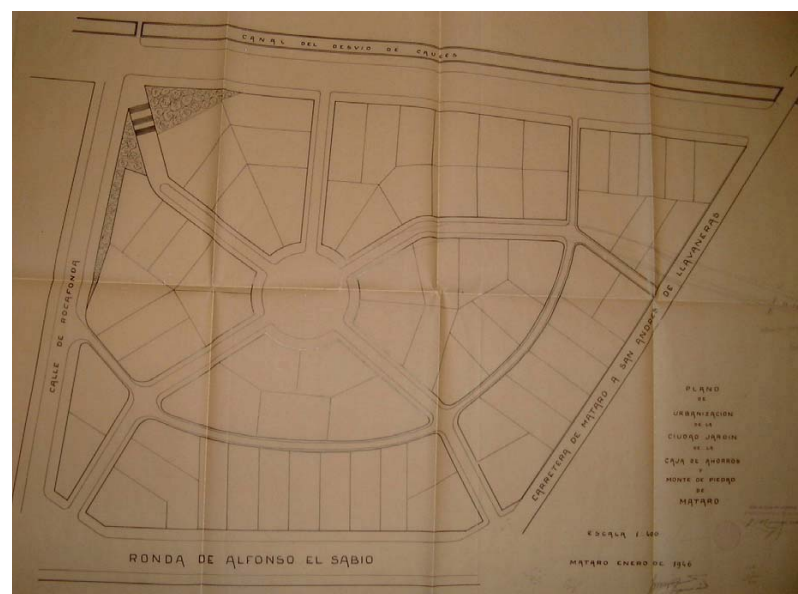 CANAL DEL DESVIO DE CAUCES
CALLE DE ROCAFONDA
CARRETERA DE MATARO A SAN ANDRES DE LLAVANERAS
PLANO
DE
URBANIZACION
DE LA
CIUDAD JARDIN
DE LA
CAJA DE AHORROS
Y
MONTE DE PIEDAD
DE
MATARO
ESCALA 1:400
RONDA DE ALFONSO EL SABIO
MATARO ENERO DE 1946